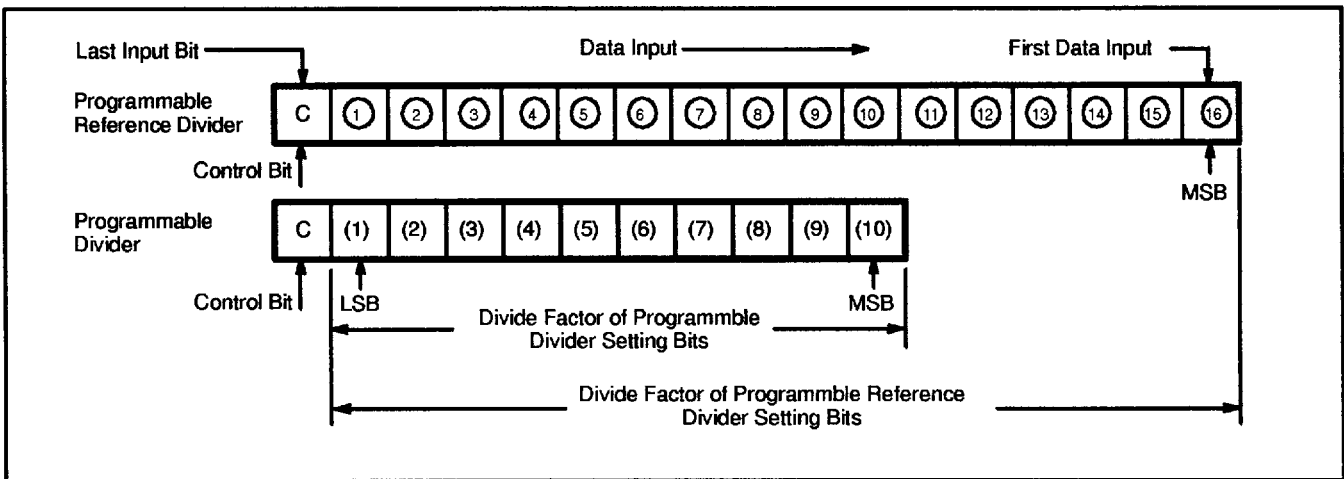 Last Input Bit
Data Input
First Data Input
Programmable
Reference Divider
C ① ② ③ ④ ⑤ ⑥ ⑦ ⑧ ⑨ ⑩ ⑪ ⑫ ⑬ ⑭ ⑮ ⑯
Control Bit
MSB
Programmable
Divider
C (1) (2) (3) (4) (5) (6) (7) (8) (9) (10)
Control Bit
LSB
MSB
Divide Factor of Programmble
Divider Setting Bits
Divide Factor of Programmble Reference
Divider Setting Bits